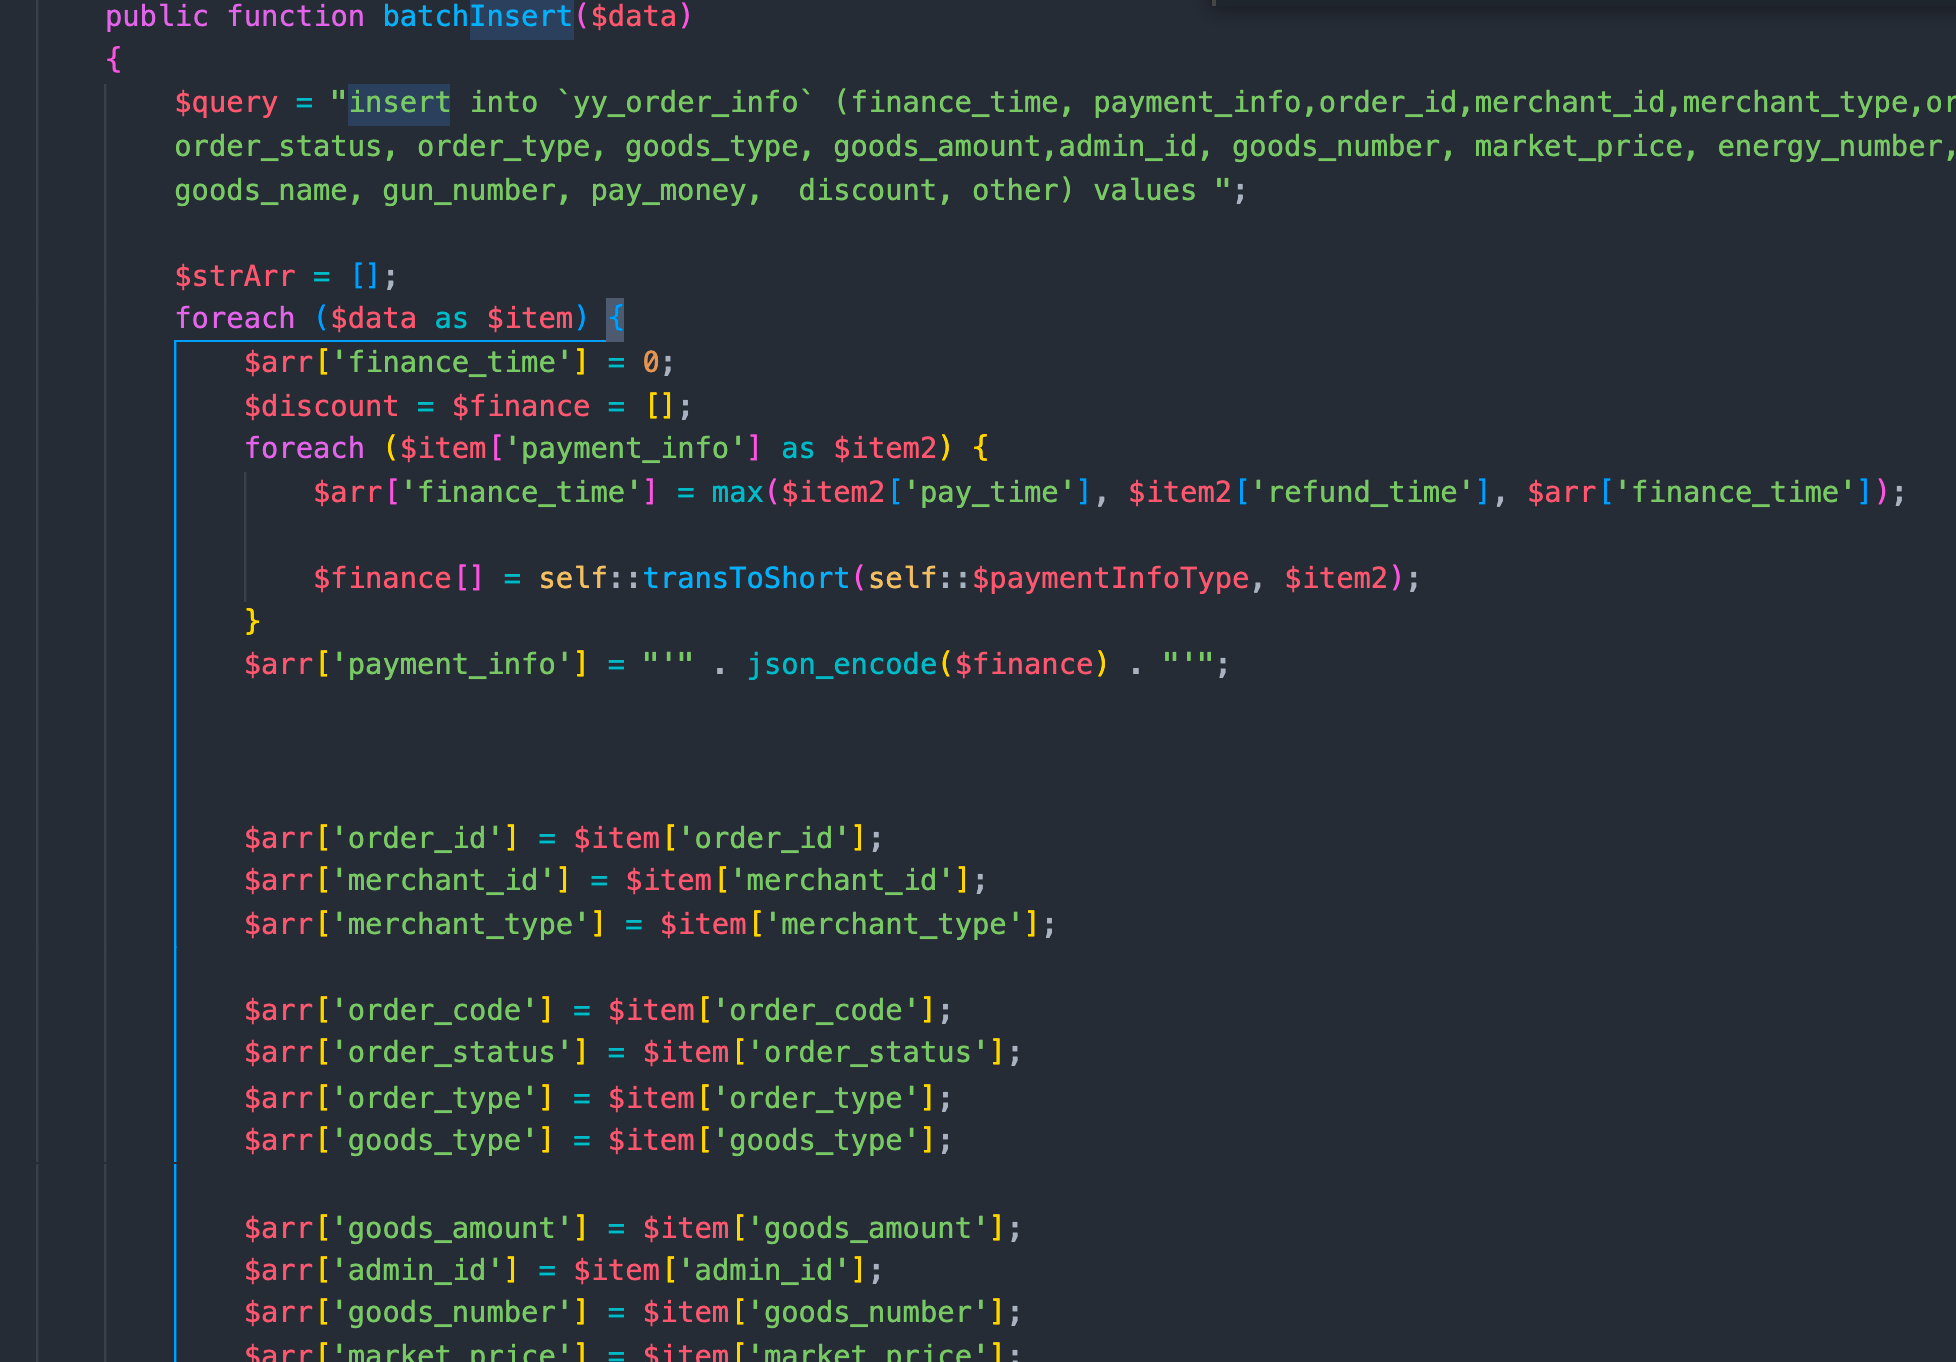 public function batchInsert($data)
{
$query = "insert into `yy_order_info` (finance_time, payment_info,order_id,merchant_id,merchant_type,or
order_status, order_type, goods_type, goods_amount,admin_id, goods_number, market_price, energy_number,
goods_name, gun_number, pay_money,  discount, other) values ";
$strArr = [];
foreach ($data as $item) {
$arr['finance_time'] = 0;
$discount = $finance = [];
foreach ($item['payment_info'] as $item2) {
$arr['finance_time'] = max($item2['pay_time'], $item2['refund_time'], $arr['finance_time']);
$finance[] = self::transToShort(self::$paymentInfoType, $item2);
}
$arr['payment_info'] = "'" . json_encode($finance) . "'";
$arr['order_id'] = $item['order_id'];
$arr['merchant_id'] = $item['merchant_id'];
$arr['merchant_type'] = $item['merchant_type'];
$arr['order_code'] = $item['order_code'];
$arr['order_status'] = $item['order_status'];
$arr['order_type'] = $item['order_type'];
$arr['goods_type'] = $item['goods_type'];
$arr['goods_amount'] = $item['goods_amount'];
$arr['admin_id'] = $item['admin_id'];
$arr['goods_number'] = $item['goods_number'];
$arr['market_price'] = $item['market_price'];